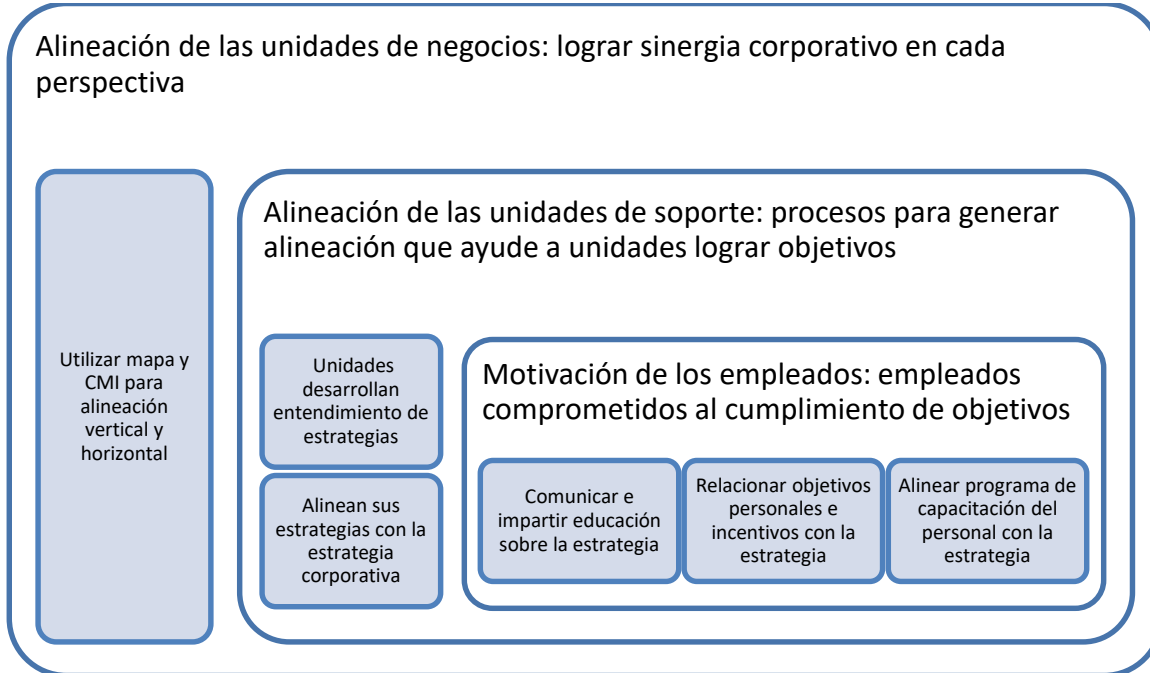 Alineación de las unidades de negocios: lograr sinergia corporativo en cada
perspectiva
Utilizar mapa y
CMI para
alineación
vertical y
horizontal
Alineación de las unidades de soporte: procesos para generar
alineación que ayude a unidades lograr objetivos
Unidades
desarrollan
entendimiento de
estrategias
Alinean sus
estrategias con la
estrategia
corporativa
Motivación de los empleados: empleados
comprometidos al cumplimiento de objetivos
Comunicar e
impartir educación
sobre la estrategia
Relacionar objetivos
personales e
incentivos con la
estrategia
Alinear programa de
capacitación del
personal con la
estrategia